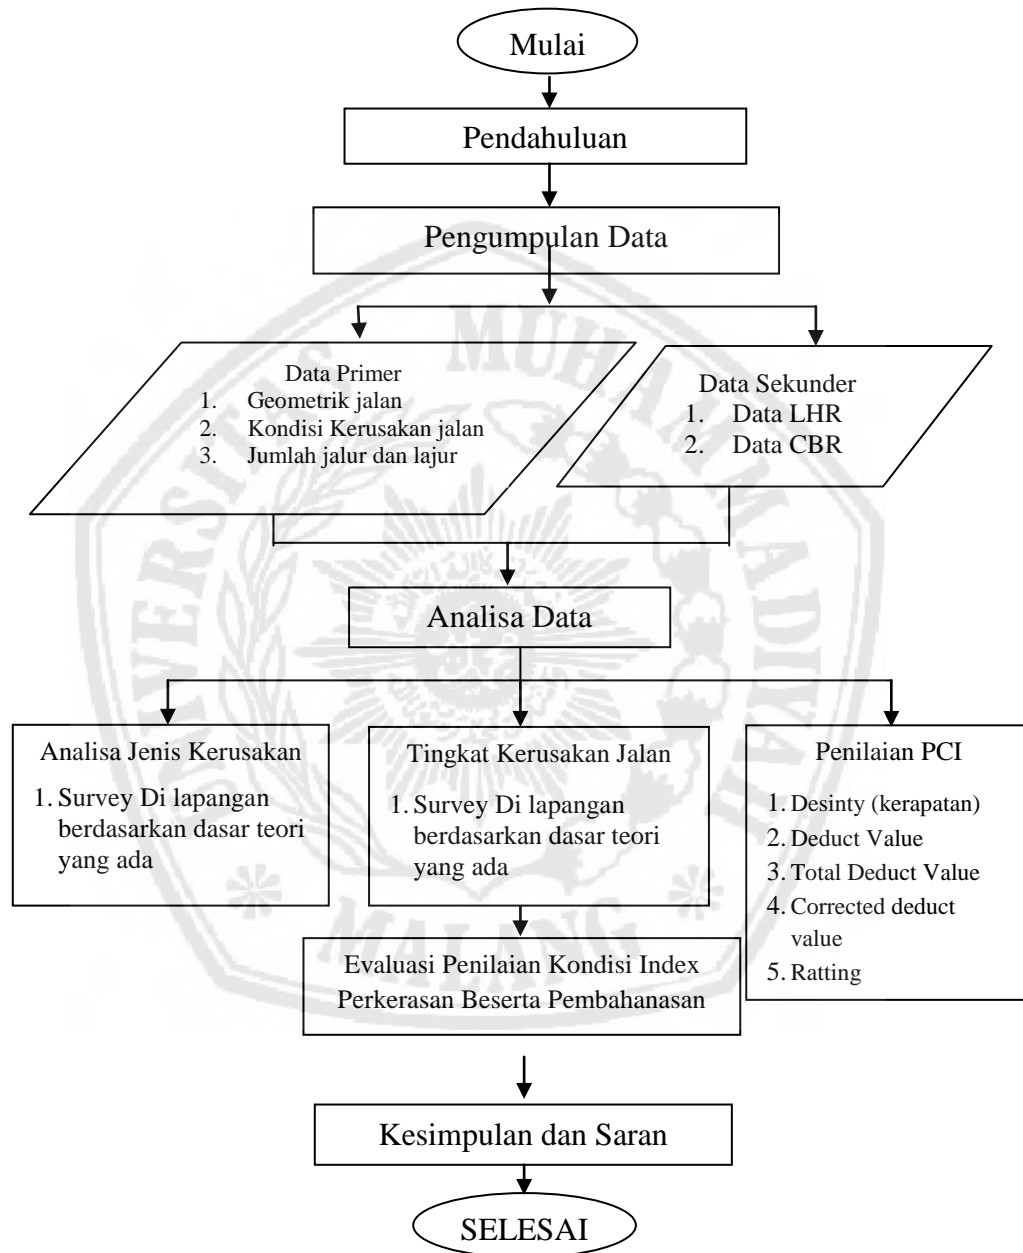 Mulai
Pendahuluan
Pengumpulan Data
Data Primer
1. Geometrik jalan
2. Kondisi Kerusakan jalan
3. Jumlah jalur dan lajur
Data Sekunder
1. Data LHR
2. Data CBR
Analisa Data
Analisa Jenis Kerusakan
1. Survey Di lapangan
berdasarkan dasar teori
yang ada
Tingkat Kerusakan Jalan
1. Survey Di lapangan
berdasarkan dasar teori
yang ada
Penilaian PCI
1. Desinty (kerapatan)
2. Deduct Value
3. Total Deduct Value
4. Corrected deduct
value
5. Ratting
Evaluasi Penilaian Kondisi Index
Perkerasan Beserta Pembahanasan
Kesimpulan dan Saran
SELESAI
UNIVERSITAS MUHAMMADIYAH
MALANG